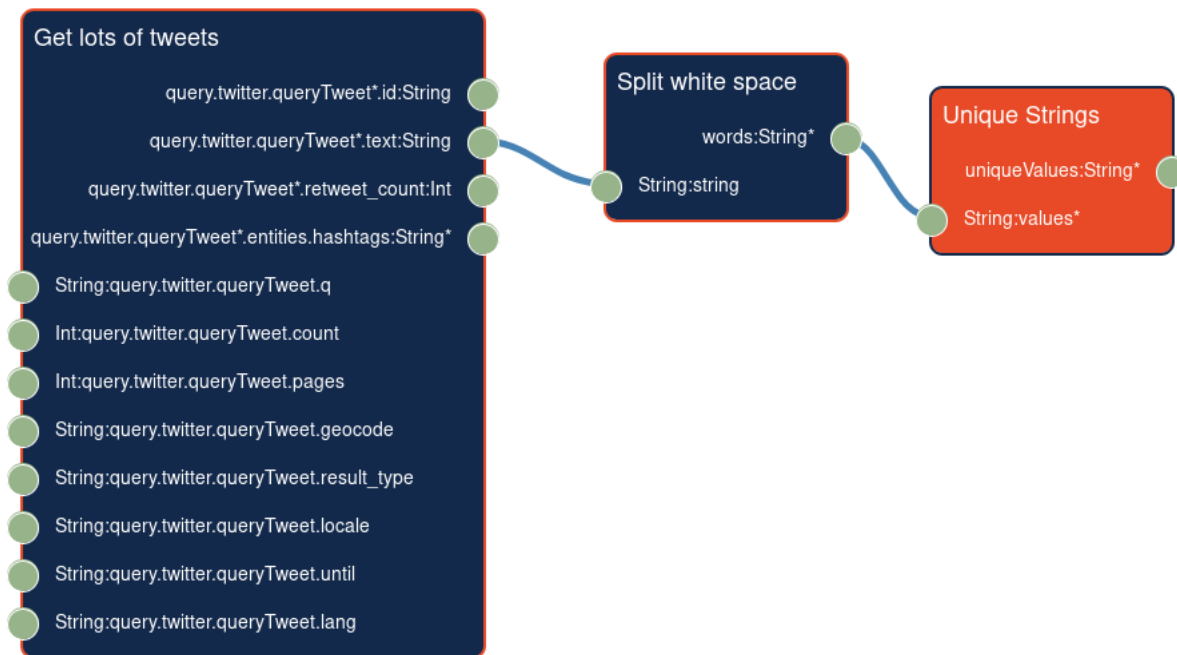 Get lots of tweets
query.twitter.queryTweet*.id:String
query.twitter.queryTweet*.text:String
query.twitter.queryTweet*.retweet_count:Int
query.twitter.queryTweet*.entities.hashtags:String*
String:query.twitter.queryTweet.q
Int:query.twitter.queryTweet.count
Int:query.twitter.queryTweet.pages
String:query.twitter.queryTweet.geocode
String:query.twitter.queryTweet.result_type
String:query.twitter.queryTweet.locale
String:query.twitter.queryTweet.until
String:query.twitter.queryTweet.lang
Split white space
words:String*
String:string
Unique Strings
uniqueValues:String*
String:values*